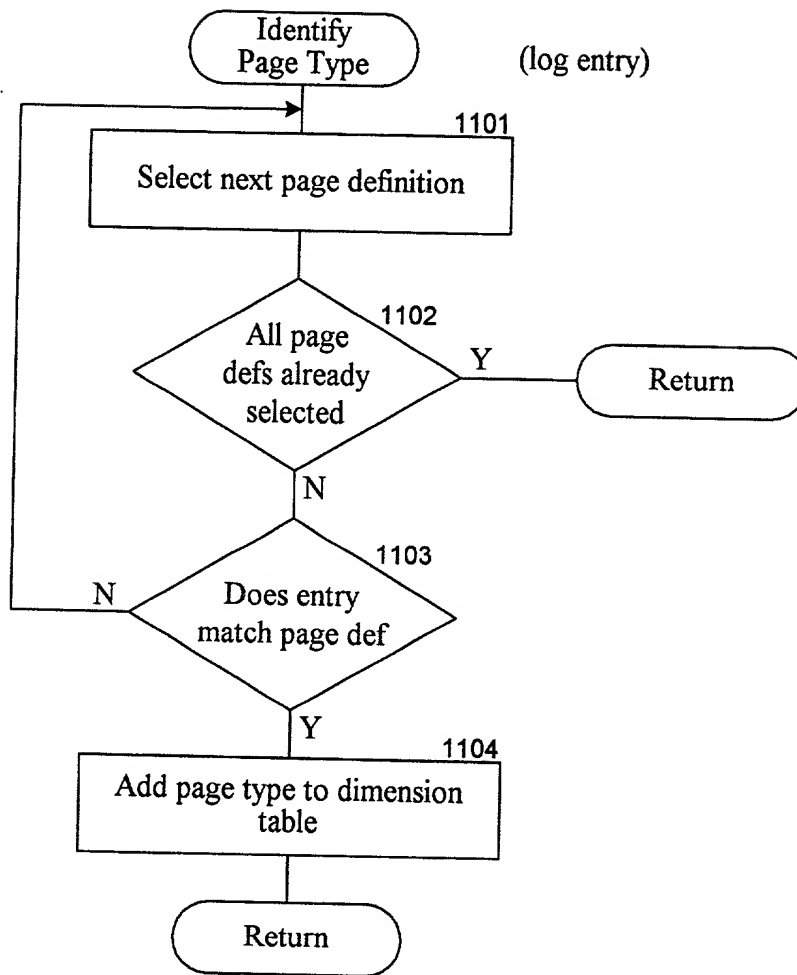 Identify
Page Type
(log entry)
1101
Select next page definition
1102
All page
defs already
selected
Y
Return
N
1103
N
Does entry
match page def
Y
1104
Add page type to dimension
table
Return